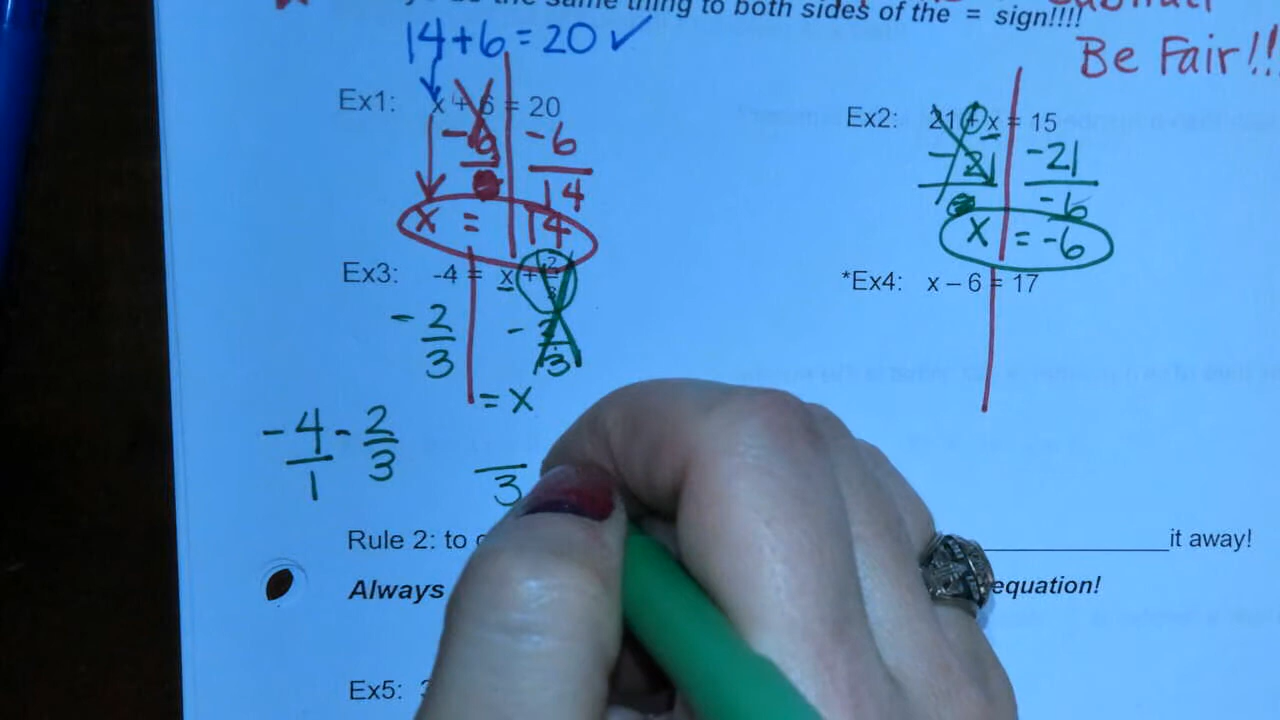 the same thing to both sides of the = sign!!!!
14+6=20✓
Be Fair!!!
Ex1: x + 6 = 20
-6 -6
14
x = 14
Ex2: 21 + x = 15
-21 -21
-6
x = -6
Ex3: -4 = x + 2/3
-2/3 -2/3
= x
-4/1 - 2/3
3
*Ex4: x – 6 = 17
Rule 2: to it away!
Always equation!
Ex5: